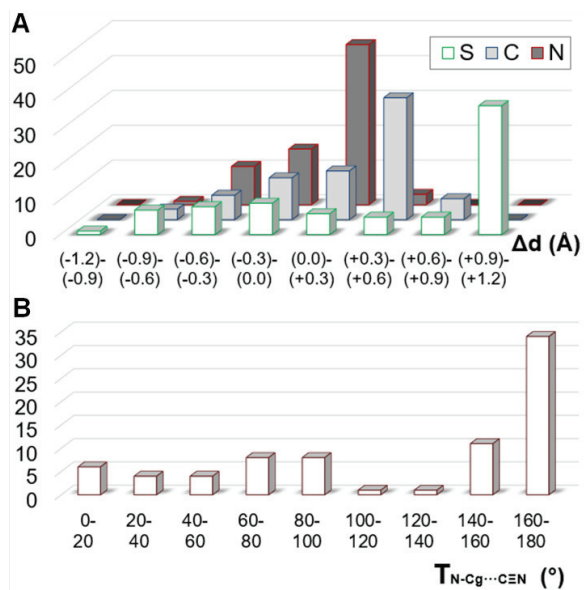 A
50
40
30
20
10
0
S C N
Δd (Å)
(-1.2)- (-0.9)- (-0.6)- (-0.3)- (0.0)- (+0.3)- (+0.6)- (+0.9)-
(-0.9) (-0.6) (-0.3) (0.0) +0.3) (+0.6) (+0.9) (+1.2)
B
35
30
25
20
15
10
5
0
0- 20- 40- 60- 80- 100- 120- 140- 160-
20 40 60 80 100 120 140 160 180
T N-Cg···C≡N (°)